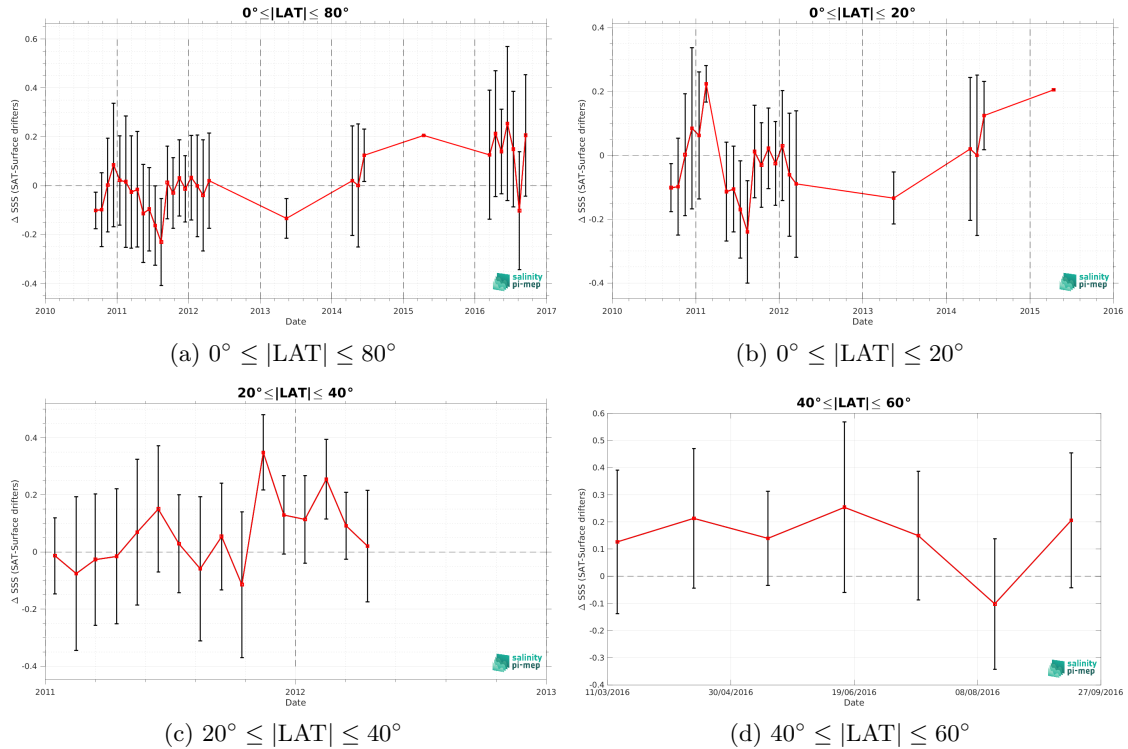 0°≤|LAT|≤ 80°
Δ SSS (SAT-Surface drifters)
0.6
0.4
0.2
0
-0.2
-0.4
2010 2011 2012 2013 2014 2015 2016 2017
Date
salinity
pi-mep
(a) 0° ≤ |LAT| ≤ 80°
0°≤|LAT|≤ 20°
Δ SSS (SAT-Surface drifters)
0.4
0.2
0
-0.2
-0.4
2010 2011 2012 2013 2014 2015 2016
Date
salinity
pi-mep
(b) 0° ≤ |LAT| ≤ 20°
20°≤|LAT|≤ 40°
Δ SSS (SAT-Surface drifters)
0.4
0.2
0
-0.2
-0.4
2011 2012 2013
Date
salinity
pi-mep
(c) 20° ≤ |LAT| ≤ 40°
40°≤|LAT|≤ 60°
Δ SSS (SAT-Surface drifters)
0.6
0.5
0.4
0.3
0.2
0.1
0
-0.1
-0.2
-0.3
-0.4
11/03/2016 30/04/2016 19/06/2016 08/08/2016 27/09/2016
Date
salinity
pi-mep
(d) 40° ≤ |LAT| ≤ 60°